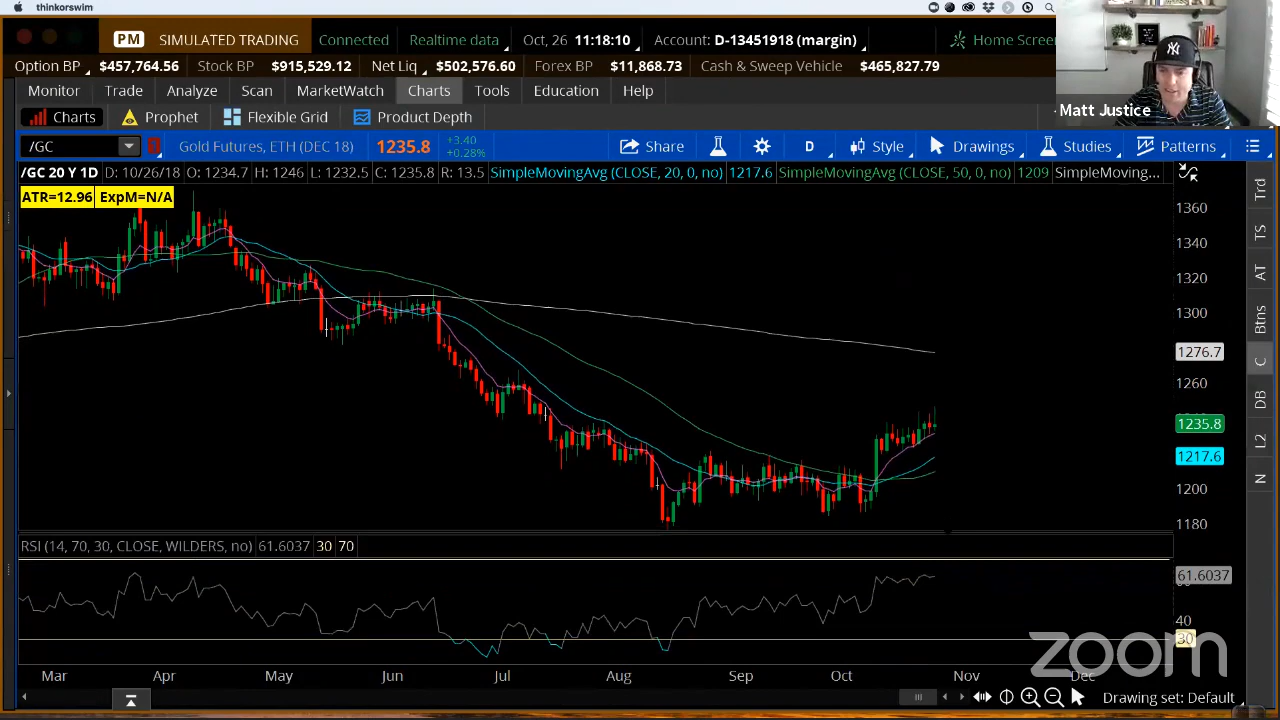 thinkorswim
PM SIMULATED TRADING Connected Realtime data Oct, 26 11:18:10 Account: D-13451918 (margin) Home Screen
Option BP $457,764.56 Stock BP $915,529.12 Net Liq $502,576.60 Forex BP $11,868.73 Cash & Sweep Vehicle $465,827.79
Monitor Trade Analyze Scan MarketWatch Charts Tools Education Help
Matt Justice
Charts Prophet Flexible Grid Product Depth
/GC Gold Futures, ETH (DEC 18) 1235.8 +3.40 +0.28% Share D Style Drawings Studies Patterns
/GC 20 Y 1D D: 10/26/18 O: 1234.7 H: 1246 L: 1232.5 C: 1235.8 R: 13.5 SimpleMovingAvg (CLOSE, 20, 0, no) 1217.6 SimpleMovingAvg (CLOSE, 50, 0, no) 1209 SimpleMoving...
ATR=12.96 ExpM=N/A
1360
1340
1320
1300
1276.7
1260
1235.8
1217.6
1200
1180
Trd
TS
AT
Btns
C
DB
L2
N
RSI (14, 70, 30, CLOSE, WILDERS, no) 61.6037 30 70
61.6037
40
30
zoom
Mar Apr May Jun Jul Aug Sep Oct Nov Dec
Drawing set: Default